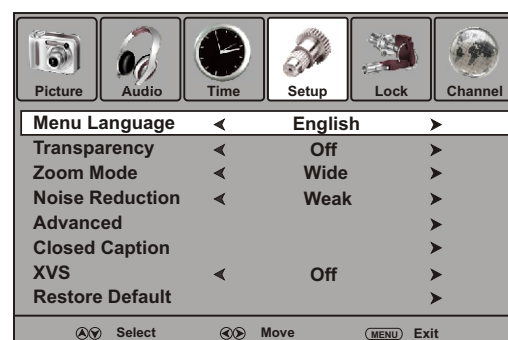 Picture Audio Time Setup Lock Channel
Menu Language English
Transparency Off
Zoom Mode Wide
Noise Reduction Weak
Advanced
Closed Caption
XVS Off
Restore Default
Select Move MENU Exit